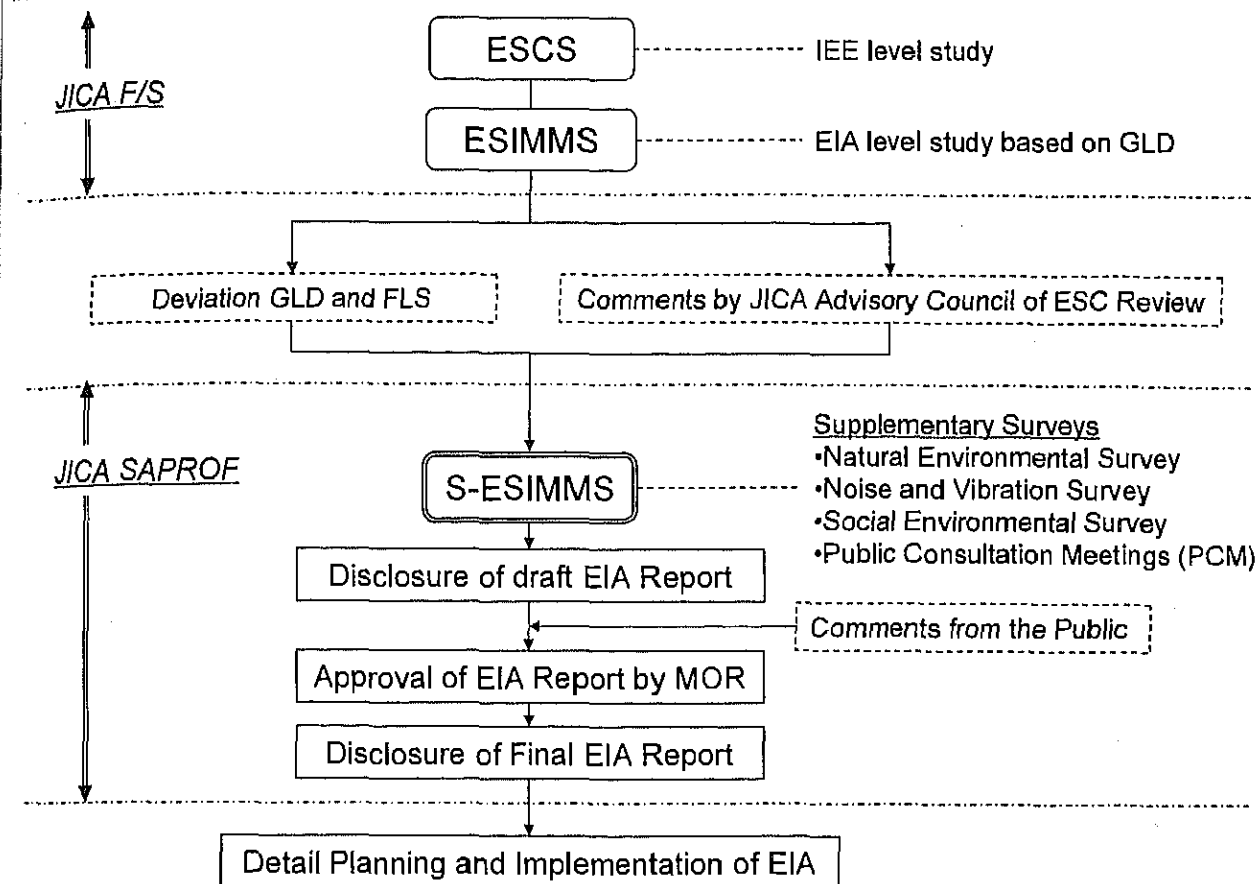 ESCS
IEE level study
JICA F/S
ESIMMS
EIA level study based on GLD
Deviation GLD and FLS
Comments by JICA Advisory Council of ESC Review
JICA SAPROF
S-ESIMMS
Supplementary Surveys
•Natural Environmental Survey
•Noise and Vibration Survey
•Social Environmental Survey
•Public Consultation Meetings (PCM)
Disclosure of draft EIA Report
Comments from the Public
Approval of EIA Report by MOR
Disclosure of Final EIA Report
Detail Planning and Implementation of EIA